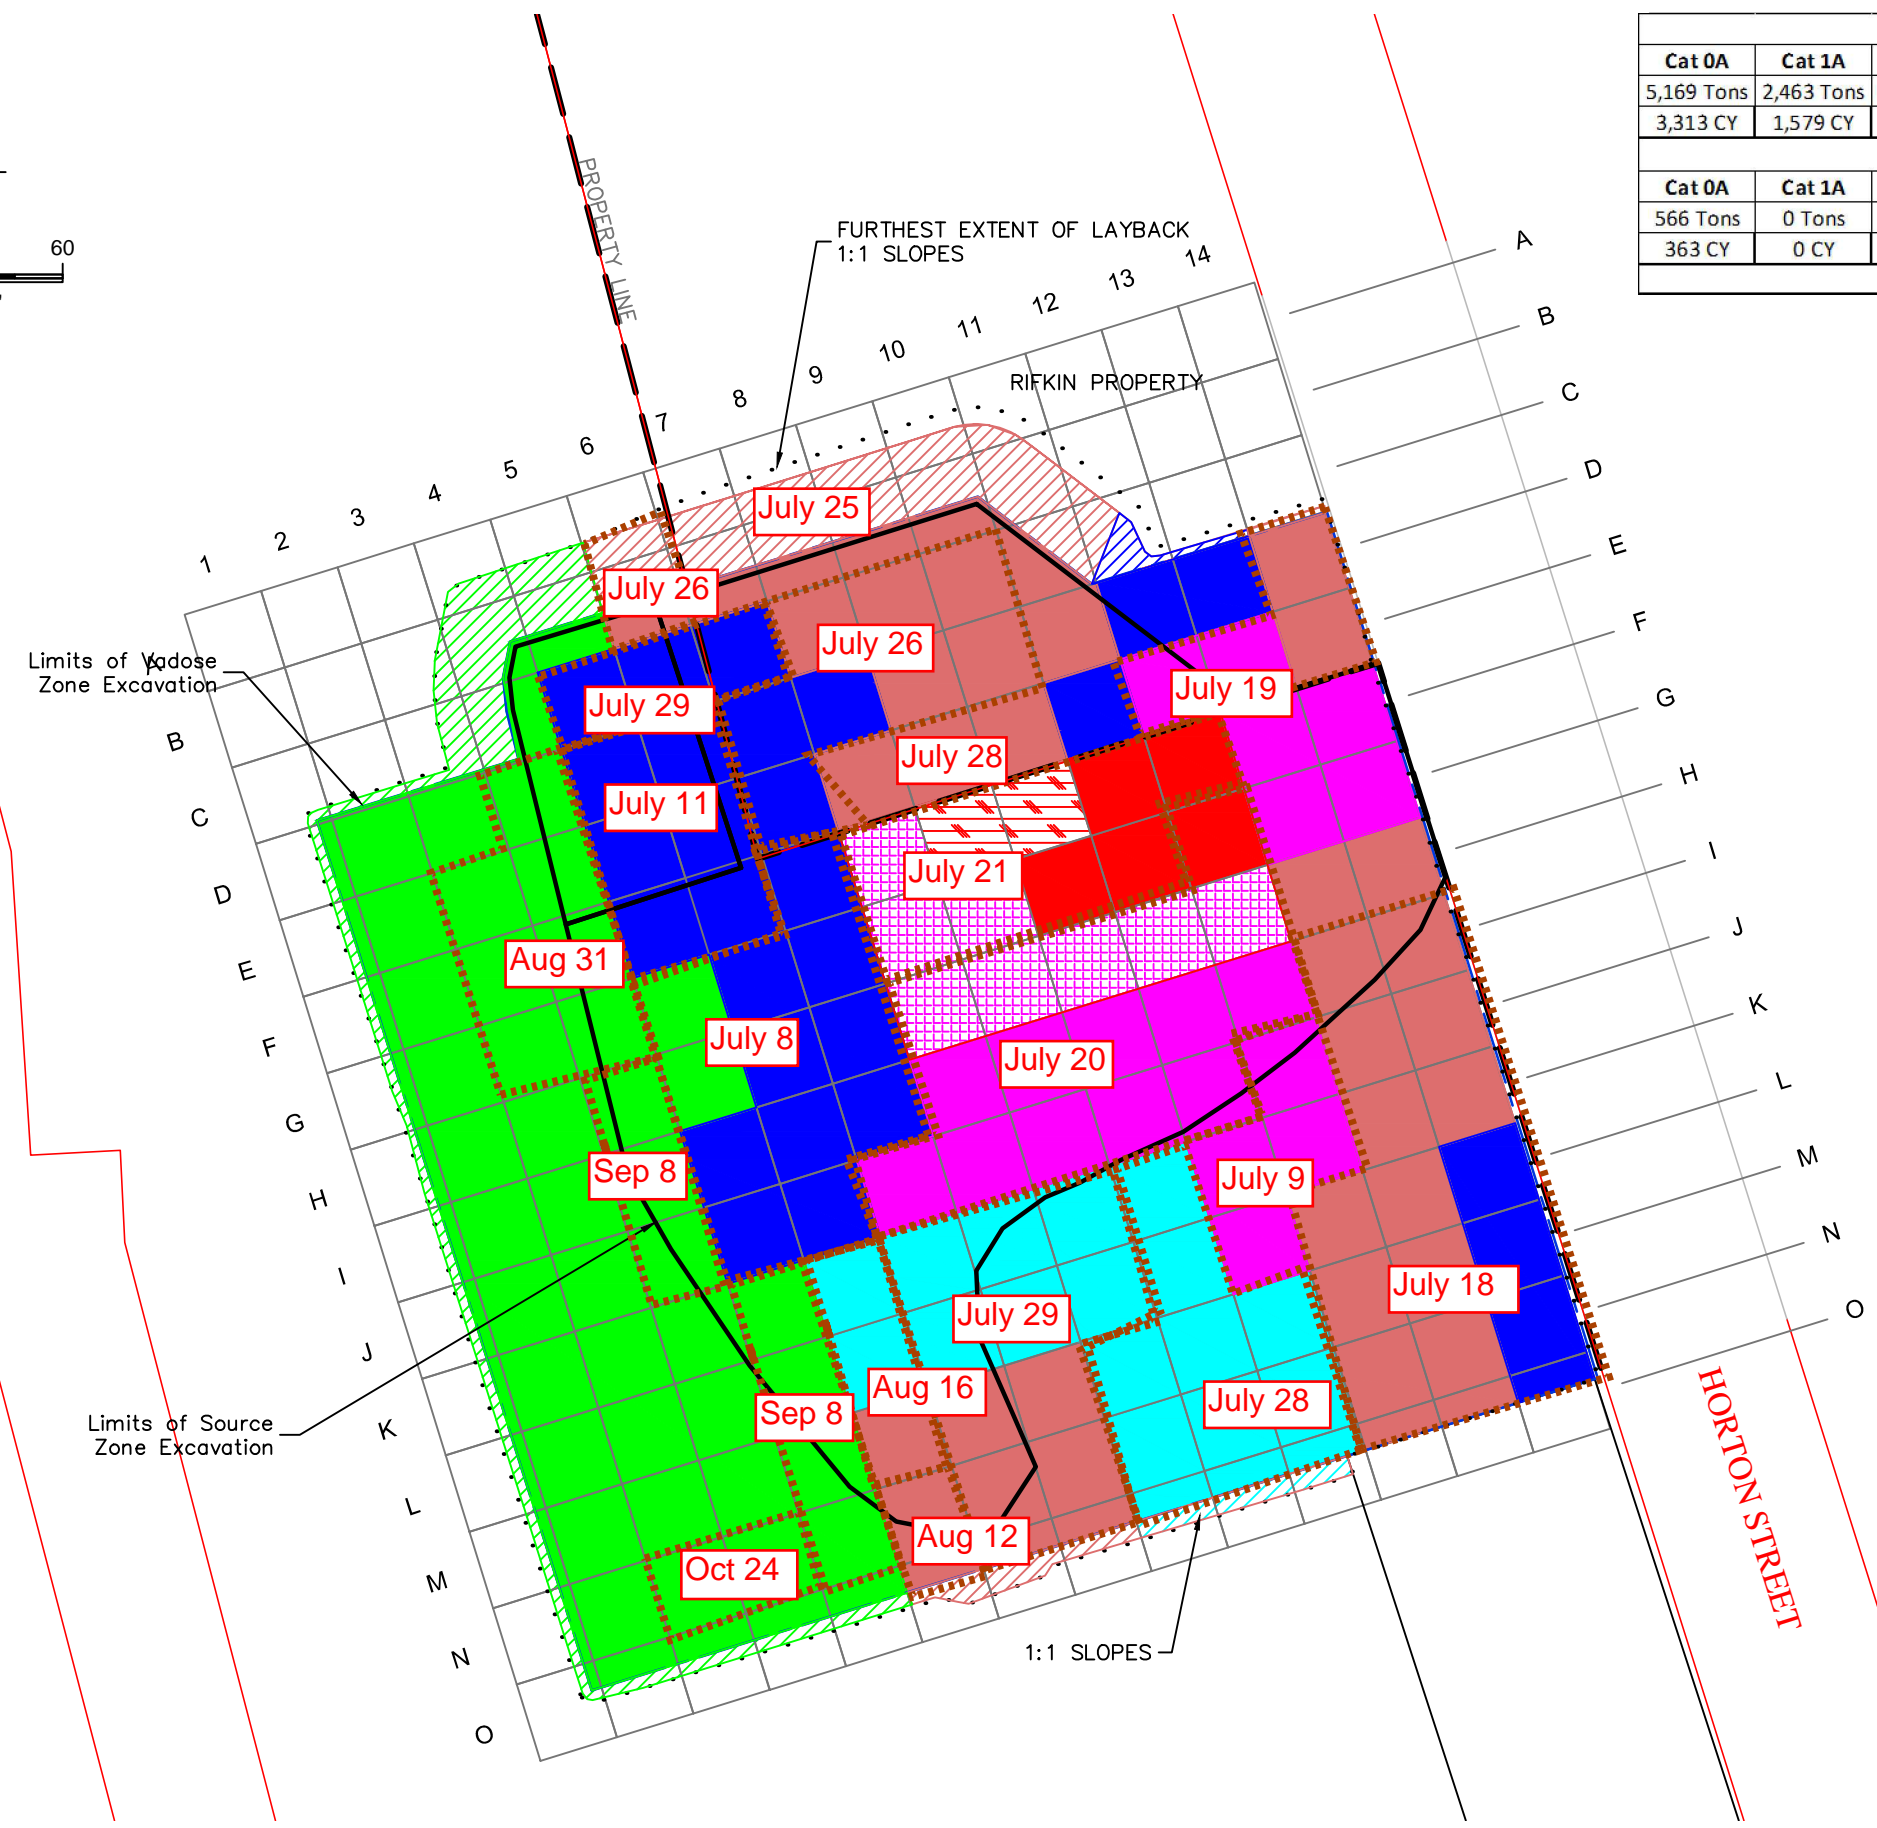 Cat 0A Cat 1A
5,169 Tons 2,463 Tons
3,313 CY 1,579 CY
Cat 0A Cat 1A
566 Tons 0 Tons
363 CY 0 CY
60
PROPERTY LINE
FURTHEST EXTENT OF LAYBACK
1:1 SLOPES
RIFKIN PROPERTY
1 2 3 4 5 6 7 8 9 10 11 12 13 14
A
B
C
D
E
F
G
H
I
J
K
L
M
N
O
Limits of Vadose
Zone Excavation
A
B
C
D
E
F
G
H
I
J
K
L
M
N
O
July 25
July 26
July 26
July 29
July 19
July 28
July 11
July 21
Aug 31
July 8
July 20
Sep 8
July 9
July 18
July 29
Aug 16
July 28
Sep 8
Aug 12
Oct 24
Limits of Source
Zone Excavation
1:1 SLOPES
HORTON STREET